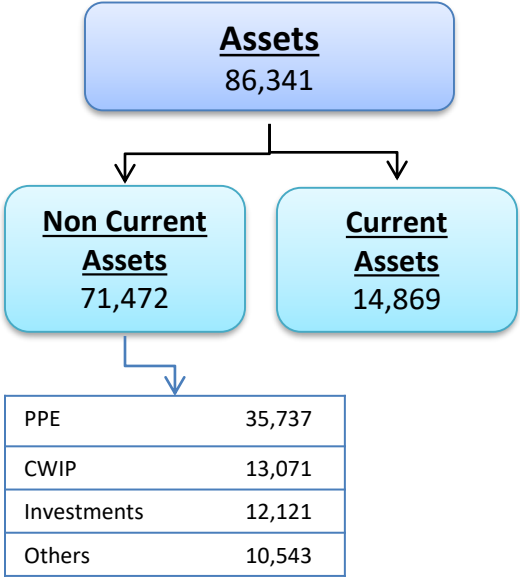 Assets
86,341
Non Current
Assets
71,472
Current
Assets
14,869
PPE 35,737
CWIP 13,071
Investments 12,121
Others 10,543